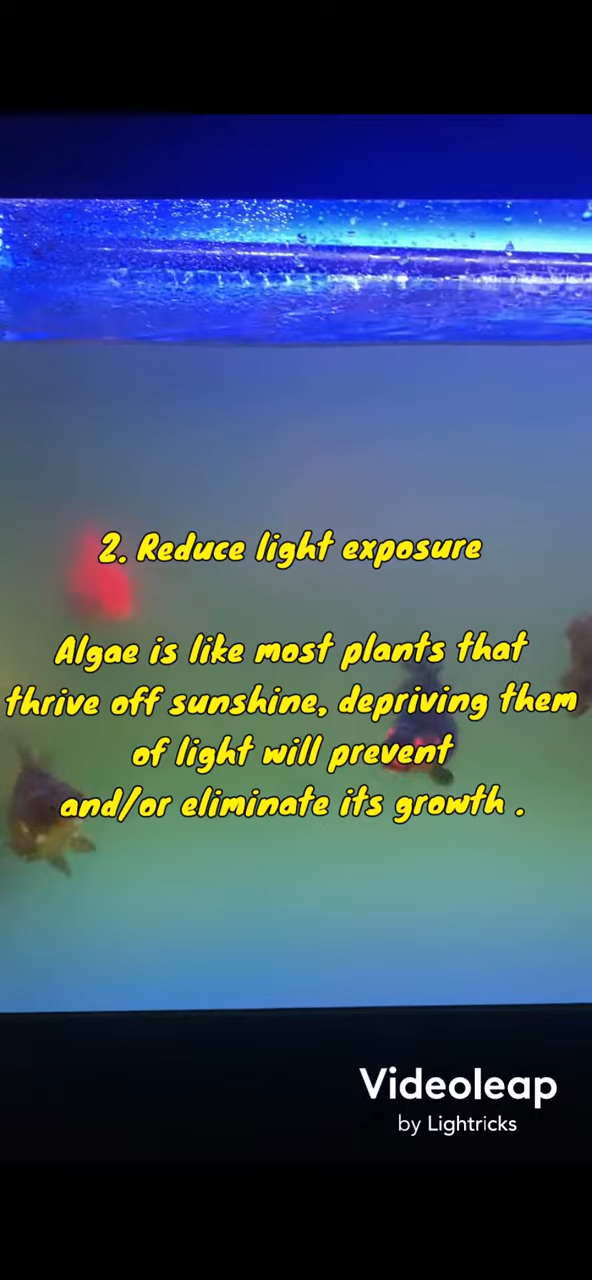 2. Reduce light exposure
Algae is like most plants that
thrive off sunshine, depriving them
of light will prevent
and/or eliminate its growth .
Videoleap
by Lightricks